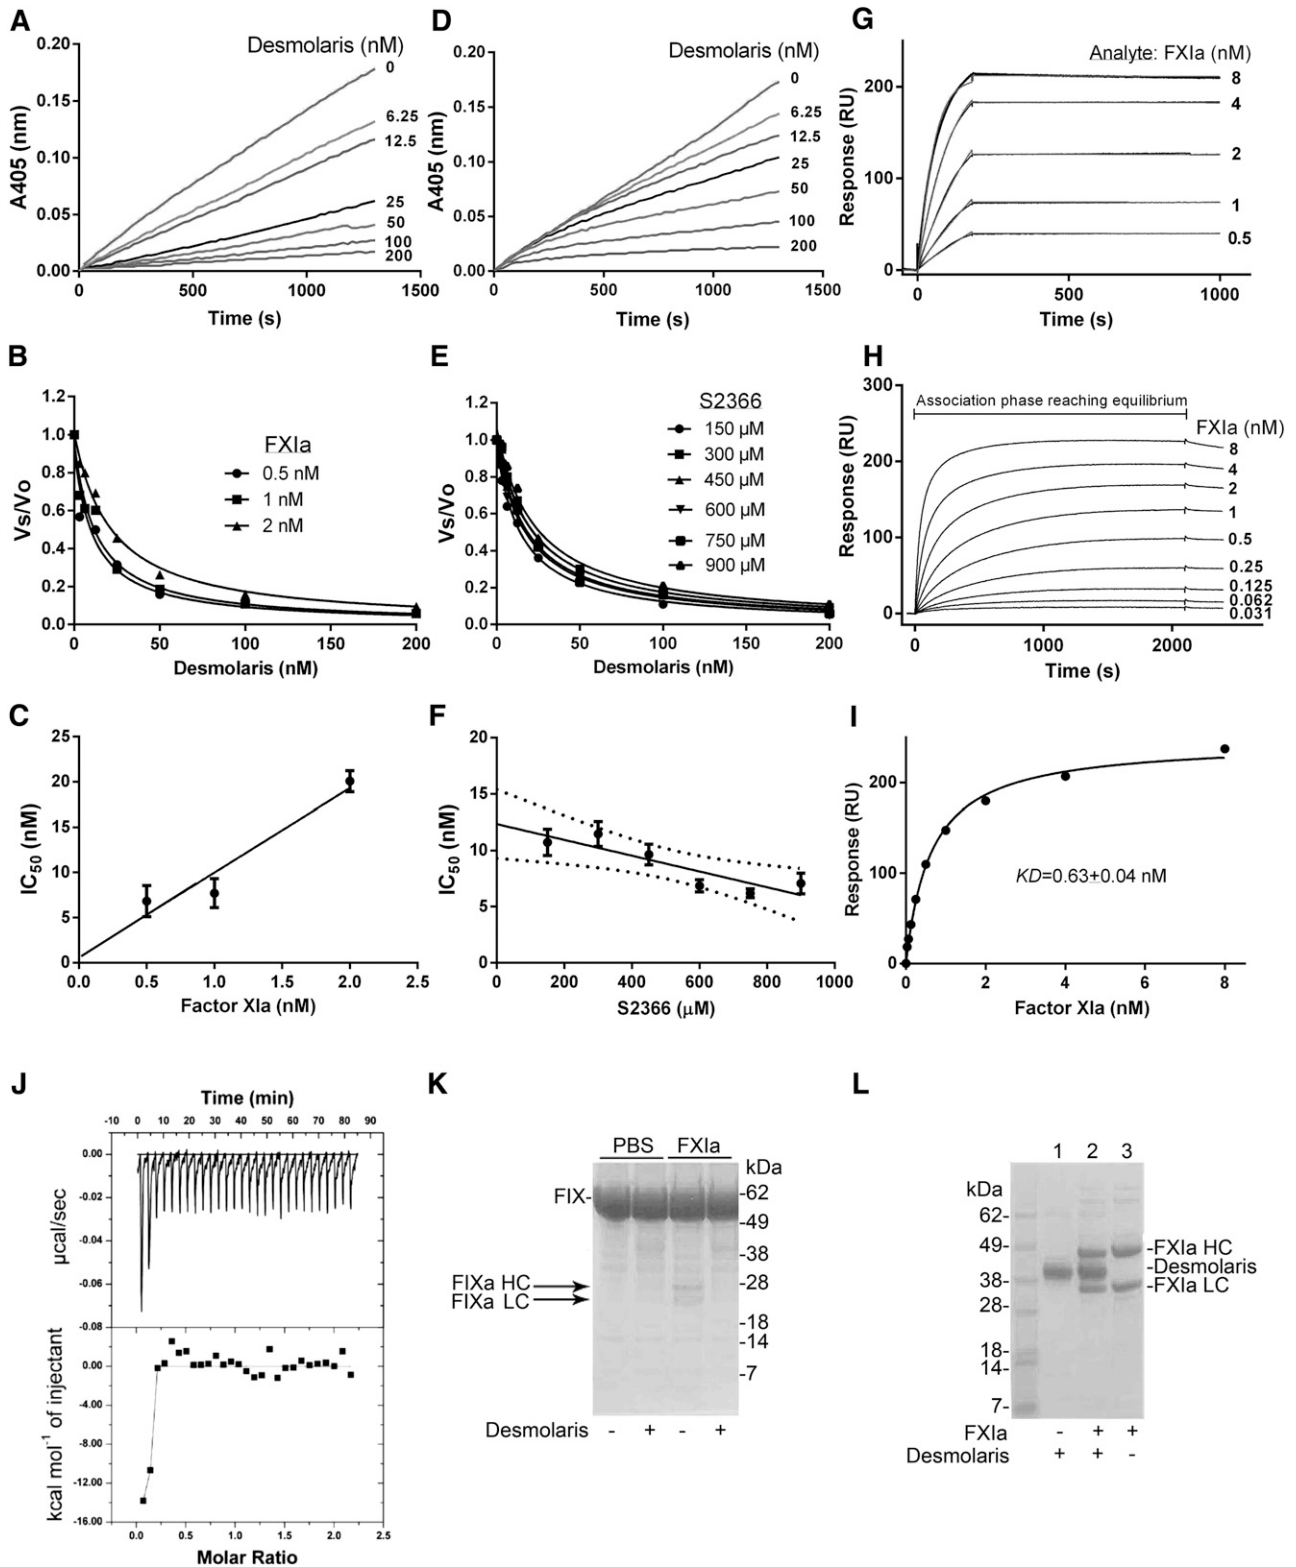 A
Desmolaris (nM)
0.20
0.15
0.10
0.05
0.00
A405 (nm)
0
6.25
12.5
25
50
100
200
0 500 1000 1500
Time (s)
D
Desmolaris (nM)
0.20
0.15
0.10
0.05
0.00
A405 (nm)
0
6.25
12.5
25
50
100
200
0 500 1000 1500
Time (s)
G
Analyte: FXIa (nM)
200
100
0
Response (RU)
8
4
2
1
0.5
0 500 1000
Time (s)
B
1.2
1.0
0.8
0.6
0.4
0.2
0.0
Vs/Vo
FXIa
0.5 nM
1 nM
2 nM
0 50 100 150 200
Desmolaris (nM)
E
1.2
1.0
0.8
0.6
0.4
0.2
0.0
Vs/Vo
S2366
150 µM
300 µM
450 µM
600 µM
750 µM
900 µM
0 50 100 150 200
Desmolaris (nM)
H
300
200
100
0
Response (RU)
Association phase reaching equilibrium
FXIa (nM)
8
4
2
1
0.5
0.25
0.125
0.062
0.031
0 1000 2000
Time (s)
C
25
20
15
10
5
0
IC50 (nM)
0.0 0.5 1.0 1.5 2.0 2.5
Factor XIa (nM)
F
20
15
10
5
0
IC50 (nM)
0 200 400 600 800 1000
S2366 (µM)
I
200
100
0
Response (RU)
KD=0.63±0.04 nM
0 2 4 6 8
Factor XIa (nM)
J
Time (min)
-10 0 10 20 30 40 50 60 70 80 90
0.00
-0.02
-0.04
-0.06
-0.08
µcal/sec
0.00
-4.00
-8.00
-12.00
-16.00
kcal mol-1 of injectant
0.0 0.5 1.0 1.5 2.0 2.5
Molar Ratio
K
PBS FXIa
kDa
FIX-
-62
-49
-38
-28
-18
-14
-7
FIXa HC
FIXa LC
Desmolaris - + - +
L
1 2 3
kDa
62-
49-
38-
28-
18-
14-
7-
-FXIa HC
-Desmolaris
-FXIa LC
FXIa - + +
Desmolaris + + -